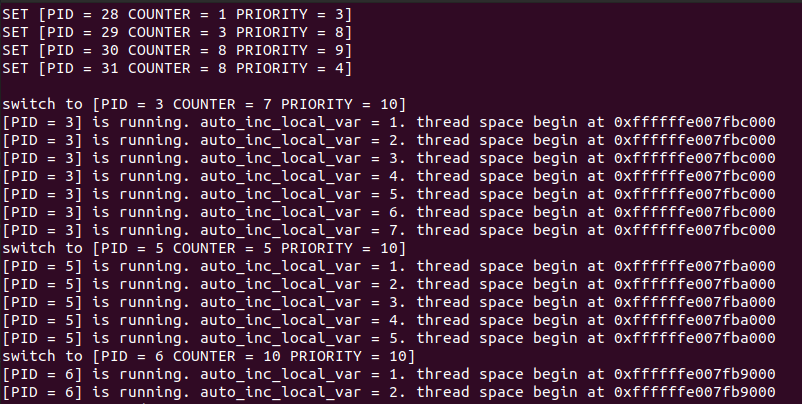 SET [PID = 28 COUNTER = 1 PRIORITY = 3]
SET [PID = 29 COUNTER = 3 PRIORITY = 8]
SET [PID = 30 COUNTER = 8 PRIORITY = 9]
SET [PID = 31 COUNTER = 8 PRIORITY = 4]
switch to [PID = 3 COUNTER = 7 PRIORITY = 10]
[PID = 3] is running. auto_inc_local_var = 1. thread space begin at 0xffffffe007fbc000
[PID = 3] is running. auto_inc_local_var = 2. thread space begin at 0xffffffe007fbc000
[PID = 3] is running. auto_inc_local_var = 3. thread space begin at 0xffffffe007fbc000
[PID = 3] is running. auto_inc_local_var = 4. thread space begin at 0xffffffe007fbc000
[PID = 3] is running. auto_inc_local_var = 5. thread space begin at 0xffffffe007fbc000
[PID = 3] is running. auto_inc_local_var = 6. thread space begin at 0xffffffe007fbc000
[PID = 3] is running. auto_inc_local_var = 7. thread space begin at 0xffffffe007fbc000
switch to [PID = 5 COUNTER = 5 PRIORITY = 10]
[PID = 5] is running. auto_inc_local_var = 1. thread space begin at 0xffffffe007fba000
[PID = 5] is running. auto_inc_local_var = 2. thread space begin at 0xffffffe007fba000
[PID = 5] is running. auto_inc_local_var = 3. thread space begin at 0xffffffe007fba000
[PID = 5] is running. auto_inc_local_var = 4. thread space begin at 0xffffffe007fba000
[PID = 5] is running. auto_inc_local_var = 5. thread space begin at 0xffffffe007fba000
switch to [PID = 6 COUNTER = 10 PRIORITY = 10]
[PID = 6] is running. auto_inc_local_var = 1. thread space begin at 0xffffffe007fb9000
[PID = 6] is running. auto_inc_local_var = 2. thread space begin at 0xffffffe007fb9000